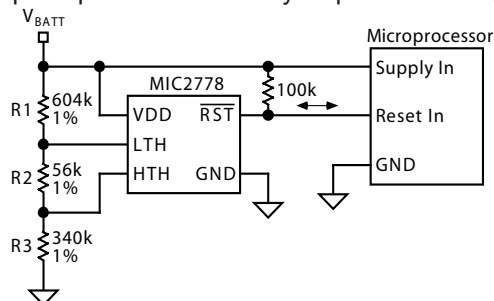 V_BATT
Microprocessor
R1 604k 1%
R2 56k 1%
R3 340k 1%
MIC2778
VDD
LTH
HTH
RST
GND
100k
Supply In
Reset In
GND